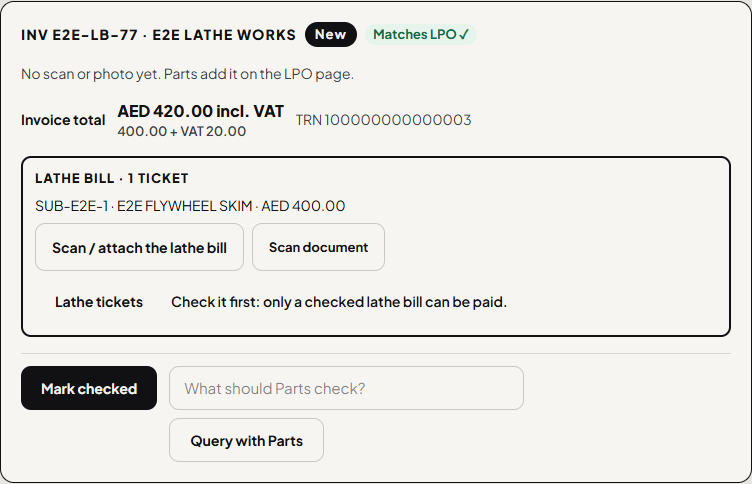 INV E2E-LB-77 · E2E LATHE WORKS New Matches LPO ✓
No scan or photo yet. Parts add it on the LPO page.
Invoice total AED 420.00 incl. VAT TRN 100000000000003
400.00 + VAT 20.00
LATHE BILL · 1 TICKET
SUB-E2E-1 · E2E FLYWHEEL SKIM · AED 400.00
Scan / attach the lathe bill Scan document
Lathe tickets Check it first: only a checked lathe bill can be paid.
Mark checked What should Parts check?
Query with Parts